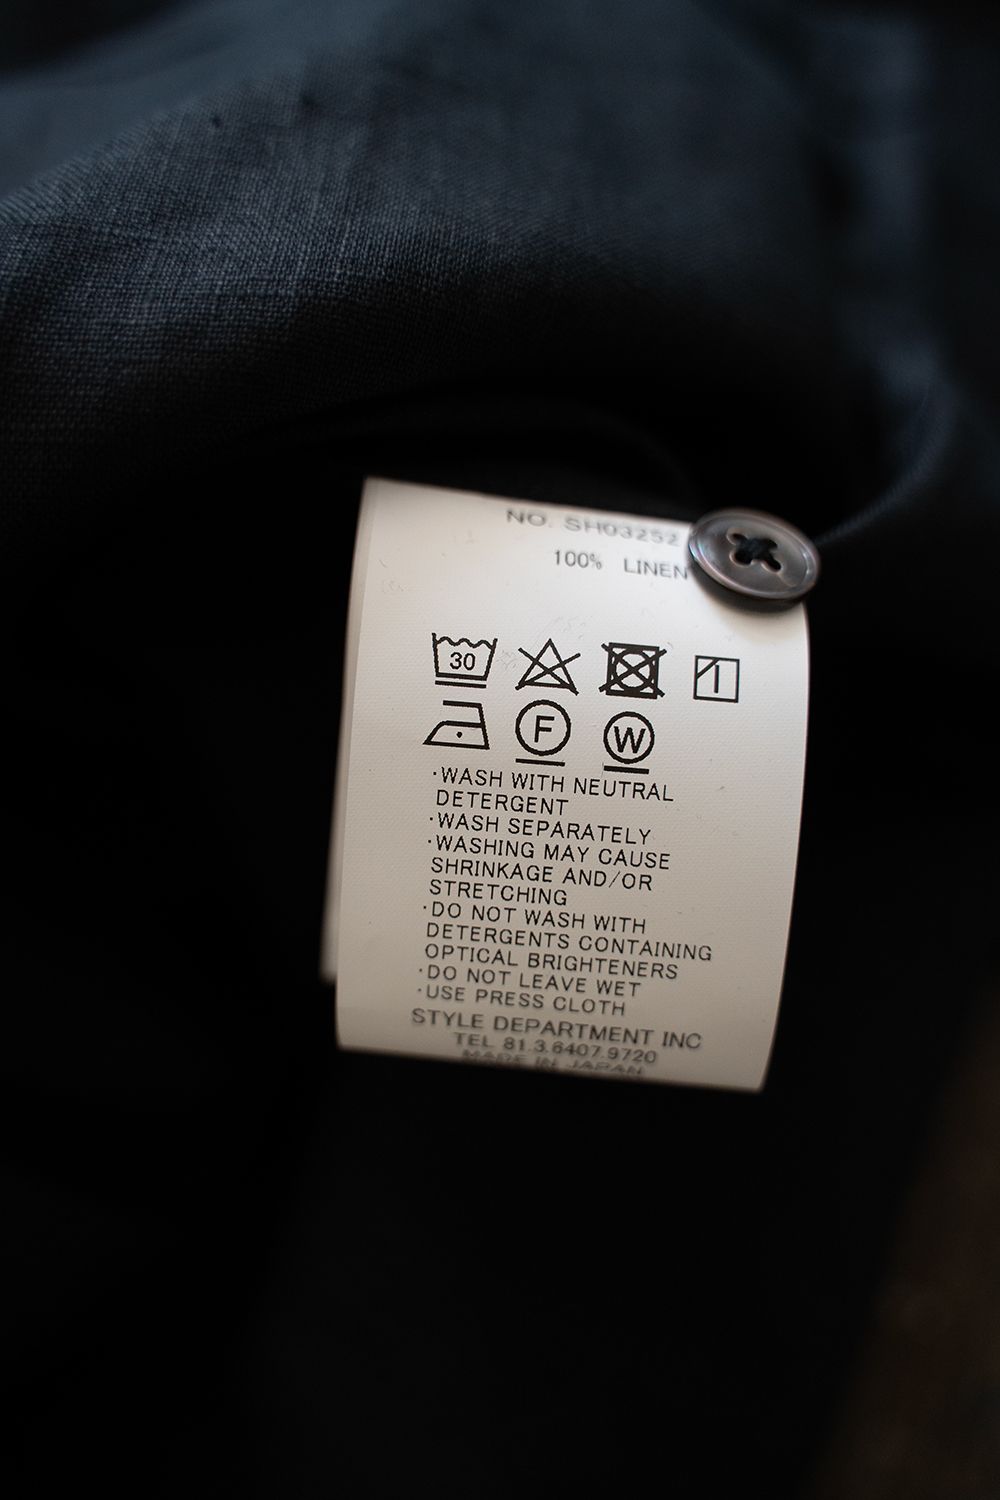 NO. SH03252
100% LINEN
30
F W
·WASH WITH NEUTRAL
DETERGENT
·WASH SEPARATELY
·WASHING MAY CAUSE
SHRINKAGE AND/OR
STRETCHING
·DO NOT WASH WITH
DETERGENTS CONTAINING
OPTICAL BRIGHTENERS
·DO NOT LEAVE WET
·USE PRESS CLOTH
STYLE DEPARTMENT INC
TEL 81.3.6407.9720
MADE IN JAPAN